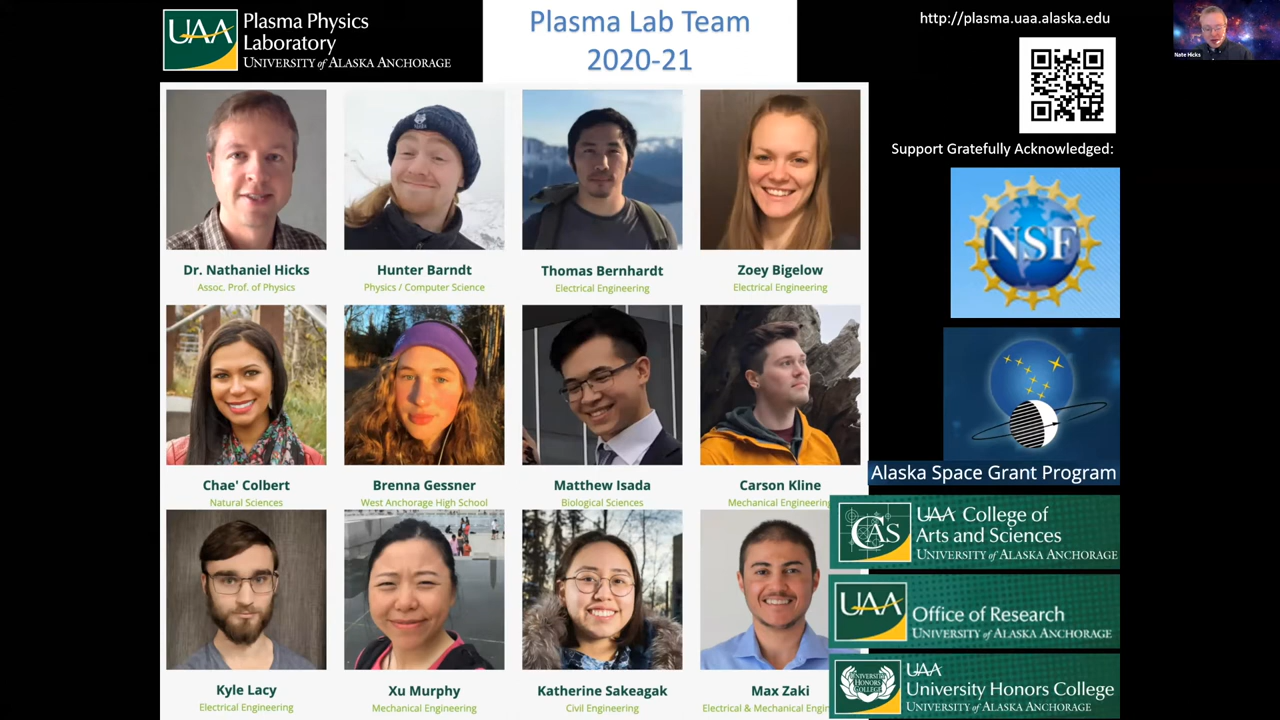 UAA
Plasma Physics
Laboratory
UNIVERSITY of ALASKA ANCHORAGE
Plasma Lab Team
2020-21
http://plasma.uaa.alaska.edu
Nate Hicks
Support Gratefully Acknowledged:
NSF
Dr. Nathaniel Hicks
Assoc. Prof. of Physics
Hunter Barndt
Physics / Computer Science
Thomas Bernhardt
Electrical Engineering
Zoey Bigelow
Electrical Engineering
Chae' Colbert
Natural Sciences
Brenna Gessner
West Anchorage High School
Matthew Isada
Biological Sciences
Carson Kline
Mechanical Engineering
Kyle Lacy
Electrical Engineering
Xu Murphy
Mechanical Engineering
Katherine Sakeagak
Civil Engineering
Max Zaki
Electrical & Mechanical Engin
Alaska Space Grant Program
CAS
UAA College of
Arts and Sciences
UNIVERSITY of ALASKA ANCHORAGE
UAA
Office of Research
UNIVERSITY of ALASKA ANCHORAGE
UNIVERSITY
HONORS
COLLEGE
UAA
University Honors College
UNIVERSITY of ALASKA ANCHORAGE